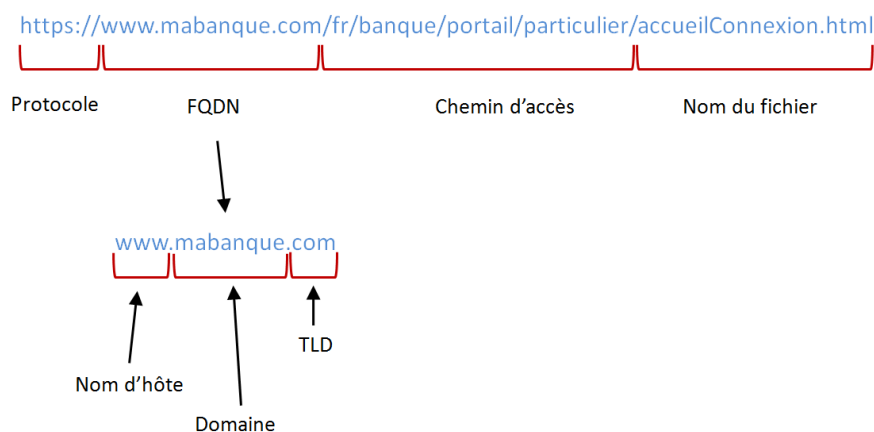 https://www.mabanque.com/fr/banque/portail/particulier/accueilConnexion.html
Protocole FQDN Chemin d’accès Nom du fichier
www.mabanque.com
TLD
Nom d’hôte
Domaine